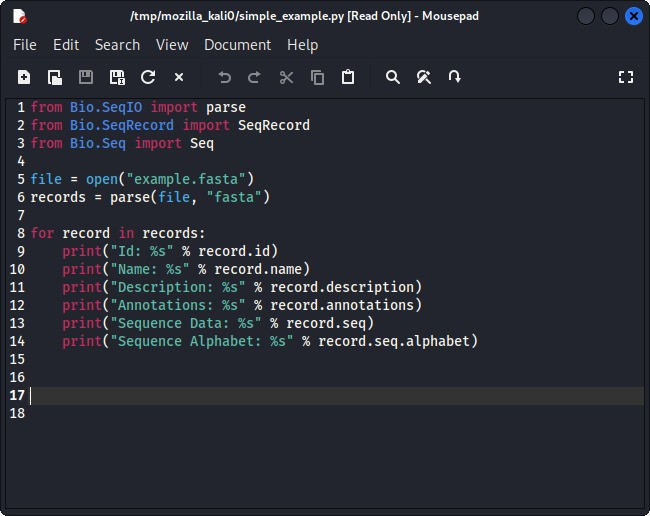 /tmp/mozilla_kali0/simple_example.py [Read Only] - Mousepad
File Edit Search View Document Help
1 from Bio.SeqIO import parse
2 from Bio.SeqRecord import SeqRecord
3 from Bio.Seq import Seq
4
5 file = open("example.fasta")
6 records = parse(file, "fasta")
7
8 for record in records:
9     print("Id: %s" % record.id)
10     print("Name: %s" % record.name)
11     print("Description: %s" % record.description)
12     print("Annotations: %s" % record.annotations)
13     print("Sequence Data: %s" % record.seq)
14     print("Sequence Alphabet: %s" % record.seq.alphabet)
15
16
17
18